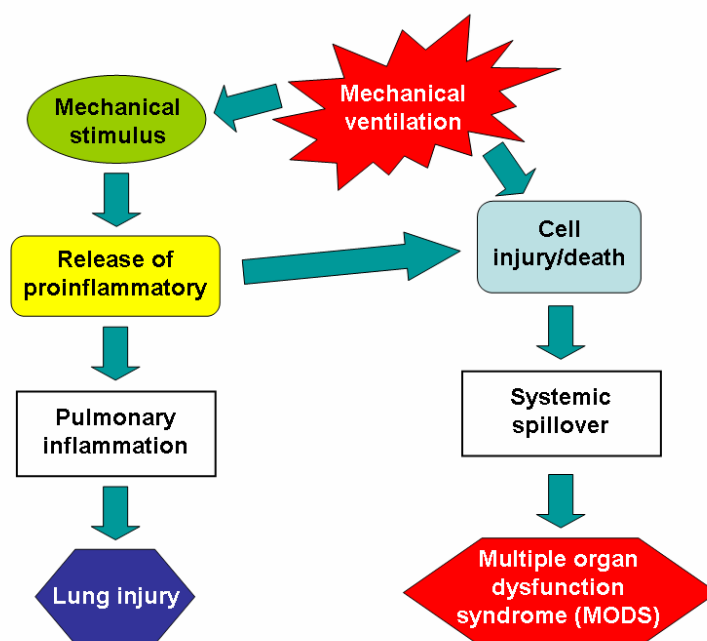 Mechanical
ventilation
Mechanical
stimulus
Release of
proinflammatory
Cell
injury/death
Pulmonary
inflammation
Systemic
spillover
Lung injury
Multiple organ
dysfunction
syndrome (MODS)